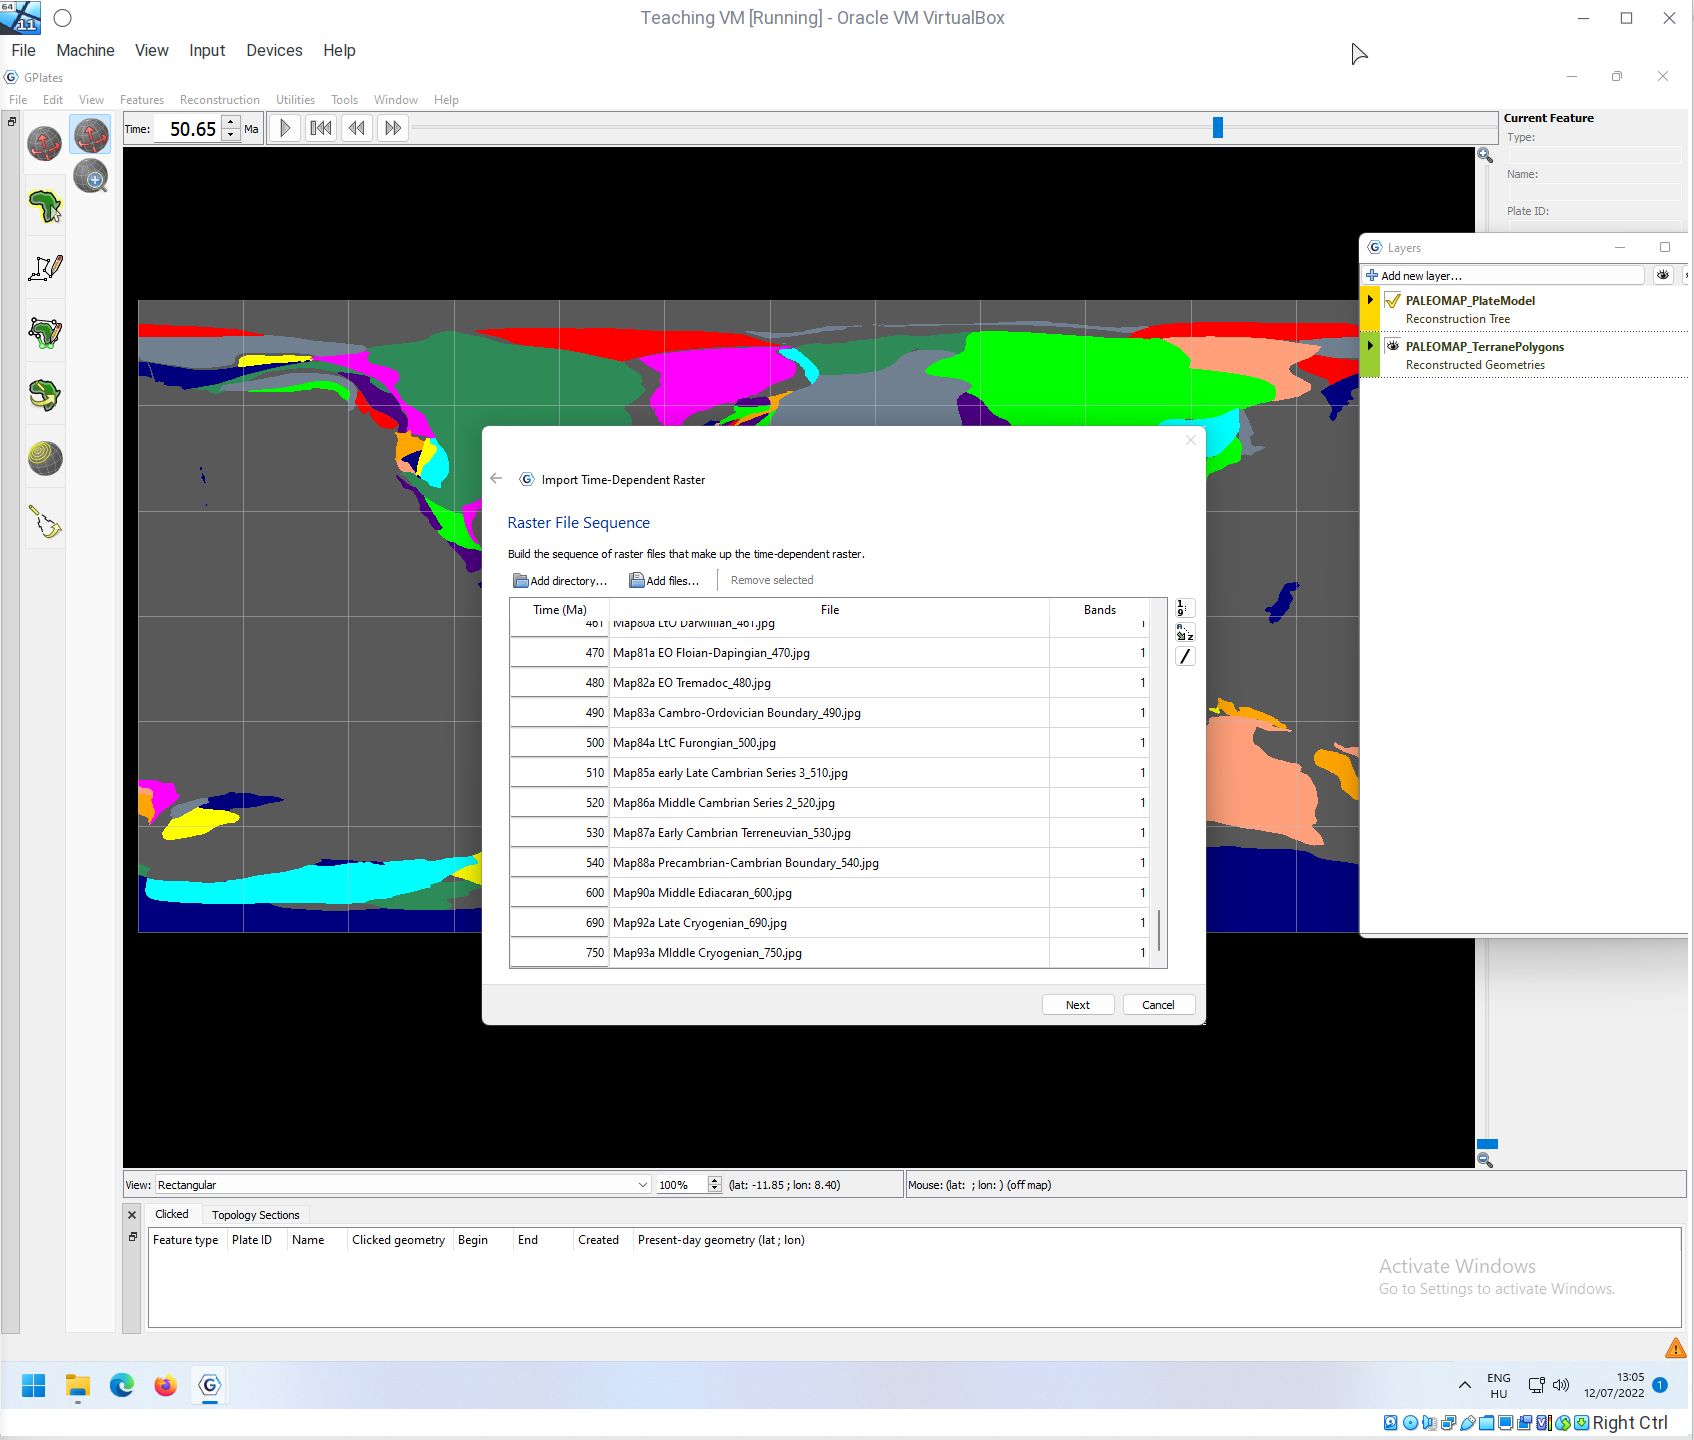 64
11
Teaching VM [Running] - Oracle VM VirtualBox
File Machine View Input Devices Help
GPlates
File Edit View Features Reconstruction Utilities Tools Window Help
Time: 50.65 Ma
Current Feature
Type:
Name:
Plate ID:
Layers
Add new layer...
PALEOMAP_PlateModel
Reconstruction Tree
PALEOMAP_TerranePolygons
Reconstructed Geometries
Import Time-Dependent Raster
Raster File Sequence
Build the sequence of raster files that make up the time-dependent raster.
Add directory... Add files... Remove selected
Time (Ma) File Bands
461 Map80a LtO Darwillian_461.jpg 1
470 Map81a EO Floian-Dapingian_470.jpg 1
480 Map82a EO Tremadoc_480.jpg 1
490 Map83a Cambro-Ordovician Boundary_490.jpg 1
500 Map84a LtC Furongian_500.jpg 1
510 Map85a early Late Cambrian Series 3_510.jpg 1
520 Map86a Middle Cambrian Series 2_520.jpg 1
530 Map87a Early Cambrian Terreneuvian_530.jpg 1
540 Map88a Precambrian-Cambrian Boundary_540.jpg 1
600 Map90a Middle Ediacaran_600.jpg 1
690 Map92a Late Cryogenian_690.jpg 1
750 Map93a MIddle Cryogenian_750.jpg 1
Next Cancel
View: Rectangular 100% (lat: -11.85 ; lon: 8.40) Mouse: (lat: ; lon: ) (off map)
Clicked Topology Sections
Feature type Plate ID Name Clicked geometry Begin End Created Present-day geometry (lat ; lon)
Activate Windows
Go to Settings to activate Windows.
ENG
HU
13:05
12/07/2022
1
Right Ctrl